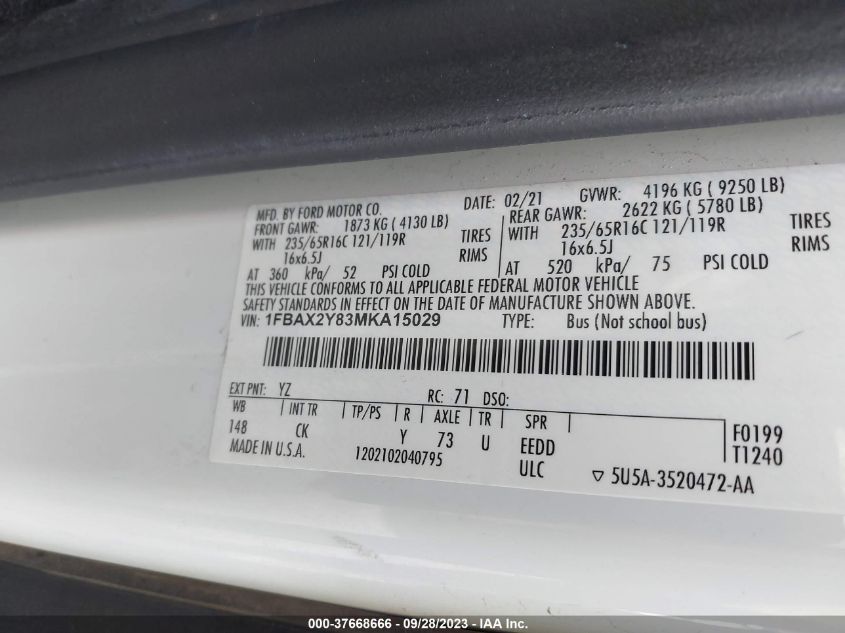 MFD. BY FORD MOTOR CO. DATE: 02/21 GVWR: 4196 KG ( 9250 LB)
FRONT GAWR: 1873 KG ( 4130 LB) REAR GAWR: 2622 KG ( 5780 LB)
WITH 235/65R16C 121/119R TIRES WITH 235/65R16C 121/119R TIRES
16x6.5J RIMS 16x6.5J RIMS
AT 360 kPa/ 52 PSI COLD AT 520 kPa/ 75 PSI COLD
THIS VEHICLE CONFORMS TO ALL APPLICABLE FEDERAL MOTOR VEHICLE
SAFETY STANDARDS IN EFFECT ON THE DATE OF MANUFACTURE SHOWN ABOVE.
VIN: 1FBAX2Y83MKA15029 TYPE: Bus (Not school bus)
EXT PNT: YZ RC: 71 DSO:
WB INT TR TP/PS R AXLE TR SPR
148 CK Y 73 U EEDD F0199
MADE IN U.S.A. 1202102040795 ULC T1240
5U5A-3520472-AA
000-37668666 - 09/28/2023 - IAA Inc.